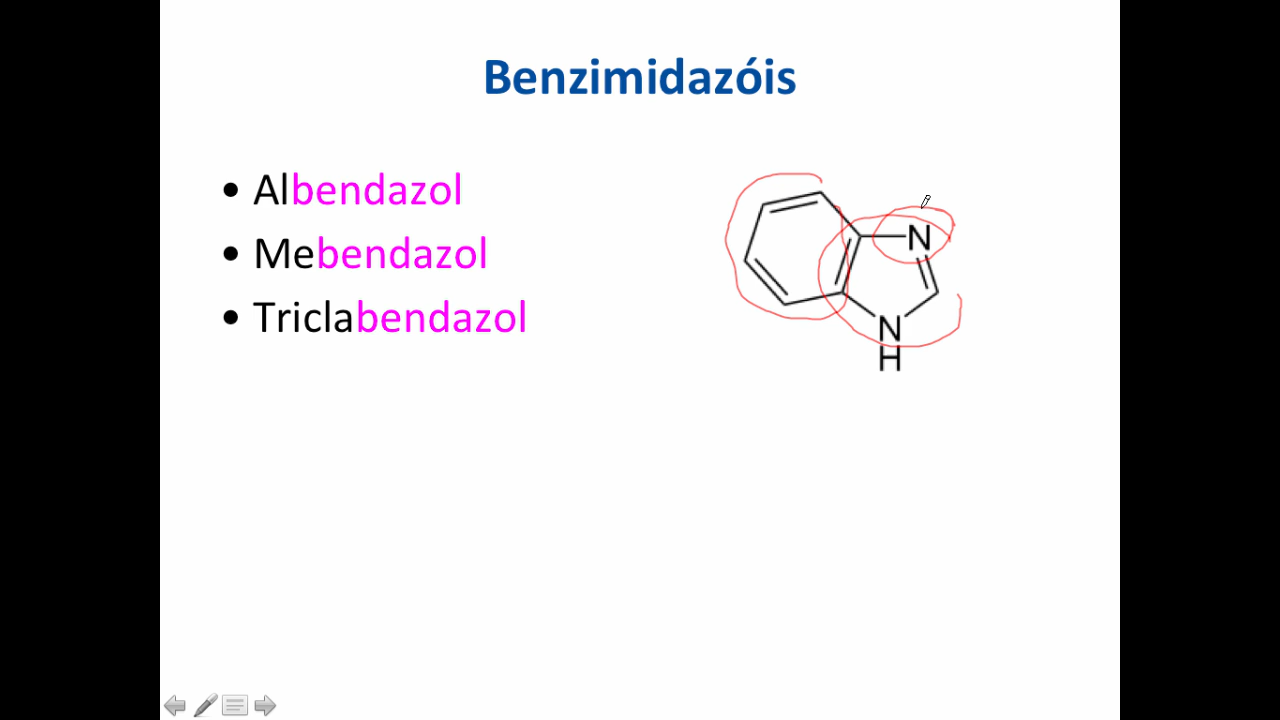 Benzimidazóis
• Albendazol
• Mebendazol
• Triclabendazol
N
N
H